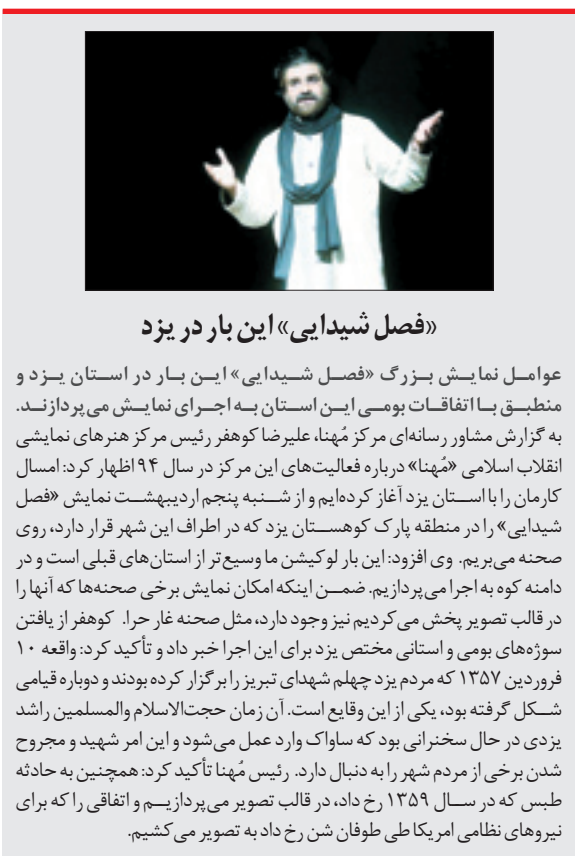 «فصل شیدایی» این بار در یزد
عوامل نمایش بزرگ «فصل شیدایی» این بار در استان یزد و
منطبق با اتفاقات بومی این استان به اجرای نمایش می‌پردازند.
به گزارش مشاور رسانه‌ای مرکز مُهنا، علیرضا کوهفر رئیس مرکز هنرهای نمایشی
انقلاب اسلامی «مُهنا» درباره فعالیت‌های این مرکز در سال ۹۴ اظهار کرد: امسال
کارمان را با استان یزد آغاز کرده‌ایم و از شنبه پنجم اردیبهشت نمایش «فصل
شیدایی» را در منطقه پارک کوهستان یزد که در اطراف این شهر قرار دارد، روی
صحنه می‌بریم. وی افزود: این بار لوکیشن ما وسیع‌تر از استان‌های قبلی است و در
دامنه کوه به اجرا می‌پردازیم. ضمن اینکه امکان نمایش برخی صحنه‌ها که آنها را
در قالب تصویر پخش می‌کردیم نیز وجود دارد، مثل صحنه غار حرا. کوهفر از یافتن
سوژه‌های بومی و استانی مختص یزد برای این اجرا خبر داد و تأکید کرد: واقعه ۱۰
فروردین ۱۳۵۷ که مردم یزد چهلم شهدای تبریز را برگزار کرده بودند و دوباره قیامی
شکل گرفته بود، یکی از این وقایع است. آن زمان حجت‌الاسلام والمسلمین راشد
یزدی در حال سخنرانی بود که ساواک وارد عمل می‌شود و این امر شهید و مجروح
شدن برخی از مردم شهر را به دنبال دارد. رئیس مُهنا تأکید کرد: همچنین به حادثه
طبس که در سال ۱۳۵۹ رخ داد، در قالب تصویر می‌پردازیم و اتفاقی را که برای
نیروهای نظامی امریکا طی طوفان شن رخ داد به تصویر می‌کشیم.